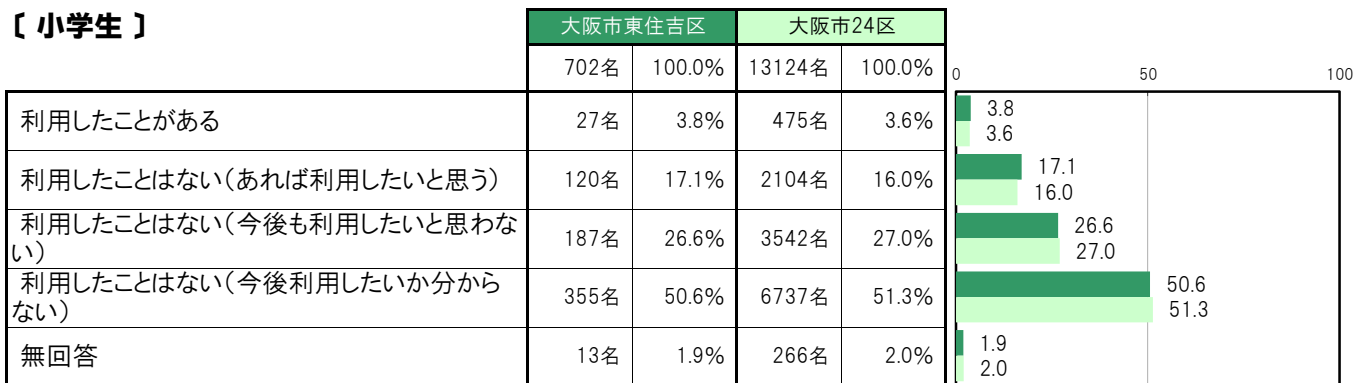 〔 小学生 〕
大阪市東住吉区 大阪市24区
702名 100.0% 13124名 100.0%
0 50 100
利用したことがある 27名 3.8% 475名 3.6%
3.8
3.6
利用したことはない（あれば利用したいと思う） 120名 17.1% 2104名 16.0%
17.1
16.0
利用したことはない（今後も利用したいと思わな
い） 187名 26.6% 3542名 27.0%
26.6
27.0
利用したことはない（今後利用したいか分から
ない） 355名 50.6% 6737名 51.3%
50.6
51.3
無回答 13名 1.9% 266名 2.0%
1.9
2.0